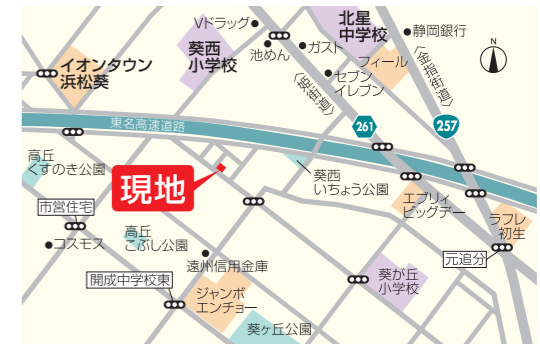 Vドラッグ
北星
中学校
静岡銀行
葵西
小学校
池めん
ガスト
フィール
〈金指街道〉
N
イオンタウン
浜松葵
セブン
イレブン
〈姫街道〉
261
257
東名高速道路
高丘
くすのき公園
現地
葵西
いちょう公園
市営住宅
エブリィ
ビッグデー
コスモス
高丘
こぶし公園
ラフレ
初生
遠州信用金庫
元追分
開成中学校東
ジャンボ
エンチョー
葵が丘
小学校
葵ヶ丘公園